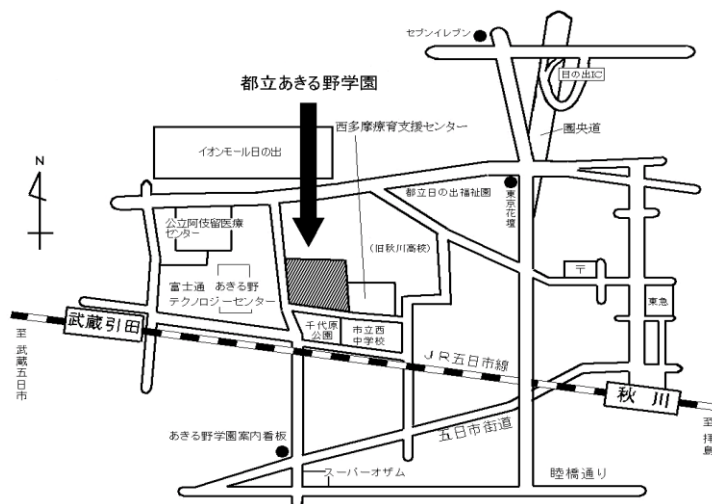 セブンイレブン
日の出IC
都立あきる野学園
圏央道
西多摩療育支援センター
イオンモール日の出
N
都立日の出福祉園
東京花壇
公立阿伎留医療
センター
(旧秋川高校)
〒
富士通 あきる野
テクノロジーセンター
東急
武蔵引田
千代原
公園
市立西
中学校
至 武蔵五日市
JR五日市線
秋川
至 拝島
五日市街道
あきる野学園案内看板
スーパーオザム
睦橋通り